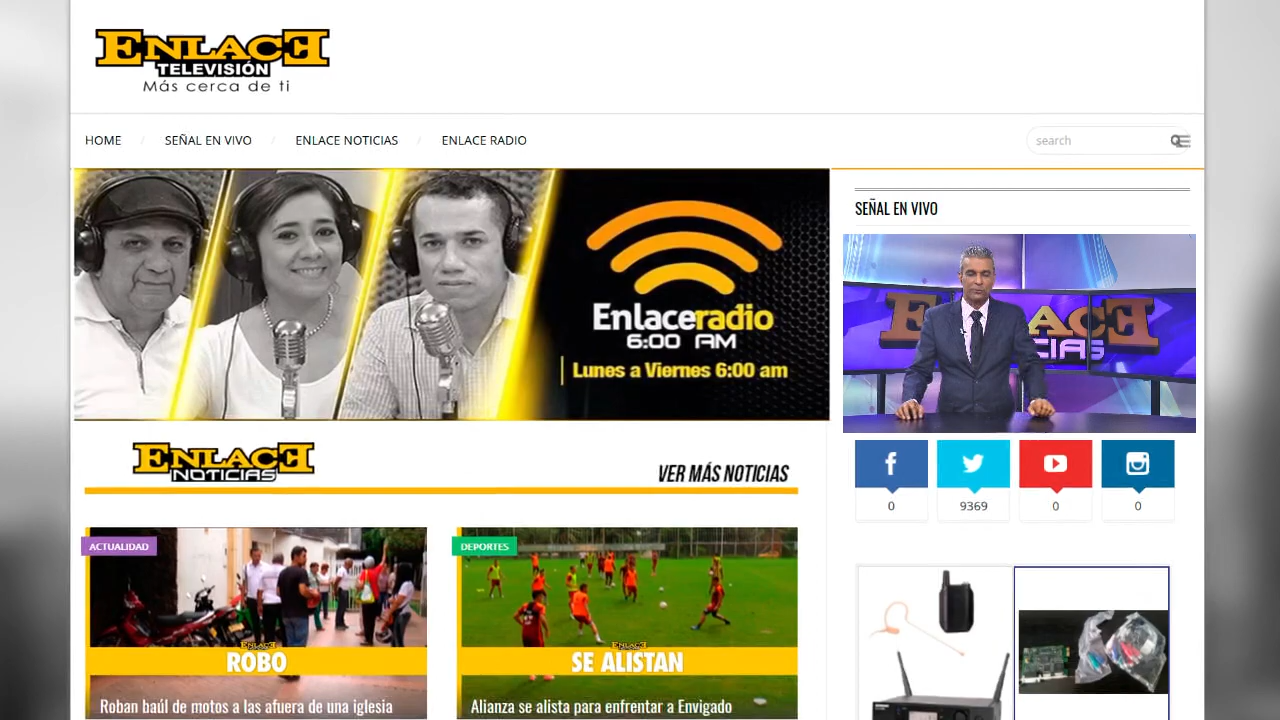 ENLACE
TELEVISIÓN
Más cerca de ti
HOME / SEÑAL EN VIVO / ENLACE NOTICIAS / ENLACE RADIO
search
Enlaceradio
6:00 AM
Lunes a Viernes 6:00 am
SEÑAL EN VIVO
ENLACE
NOTICIAS
VER MÁS NOTICIAS
0
9369
0
0
ACTUALIDAD
ENLACE
ROBO
Roban baúl de motos a las afuera de una iglesia
DEPORTES
ENLACE
SE ALISTAN
Alianza se alista para enfrentar a Envigado